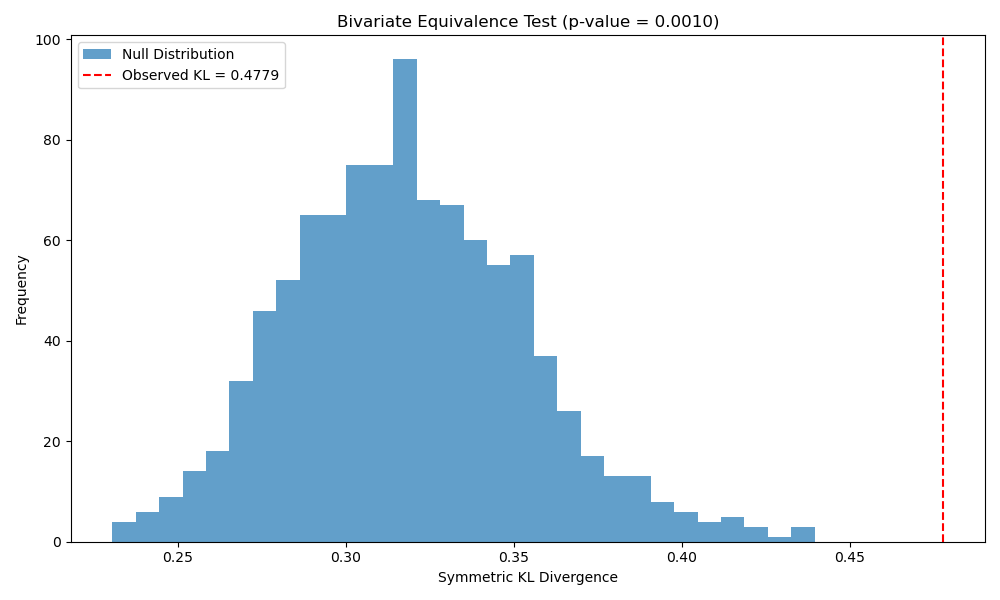 Bivariate Equivalence Test (p-value = 0.0010)
Null Distribution
Observed KL = 0.4779
100
80
60
40
20
0
Frequency
0.25
0.30
0.35
0.40
0.45
Symmetric KL Divergence